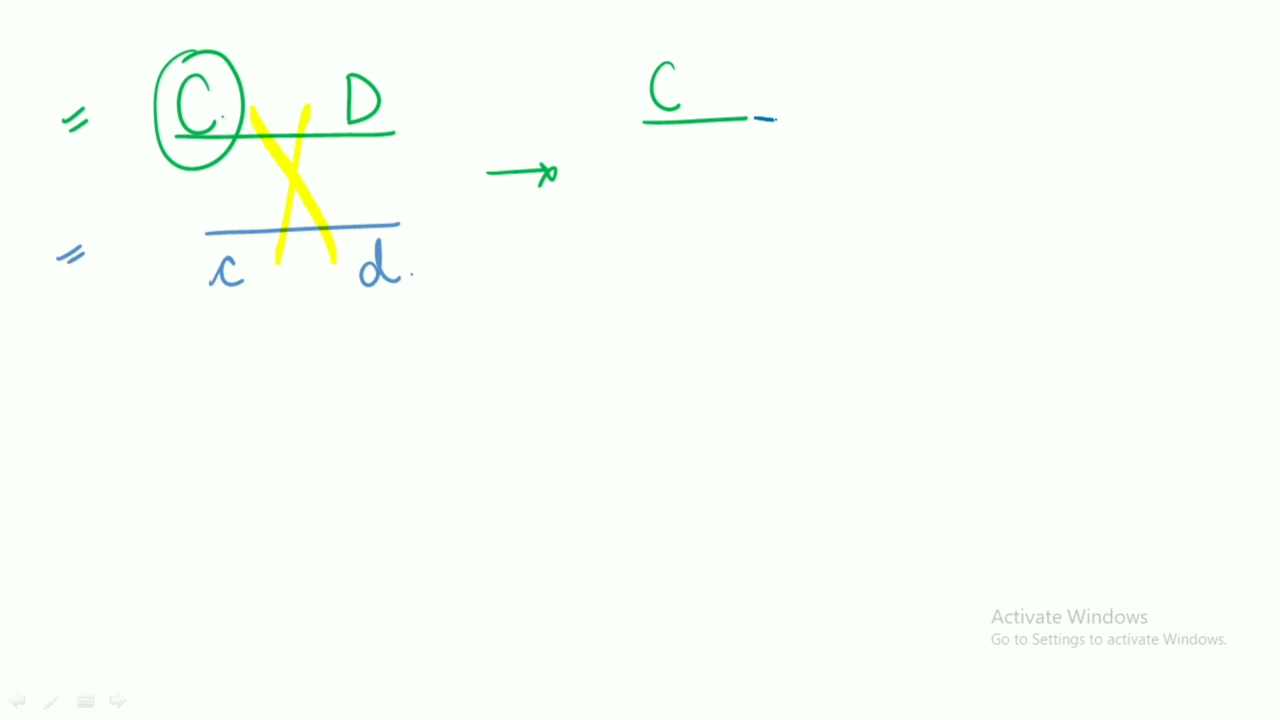 = C. D C
= c d.
Activate Windows
Go to Settings to activate Windows.